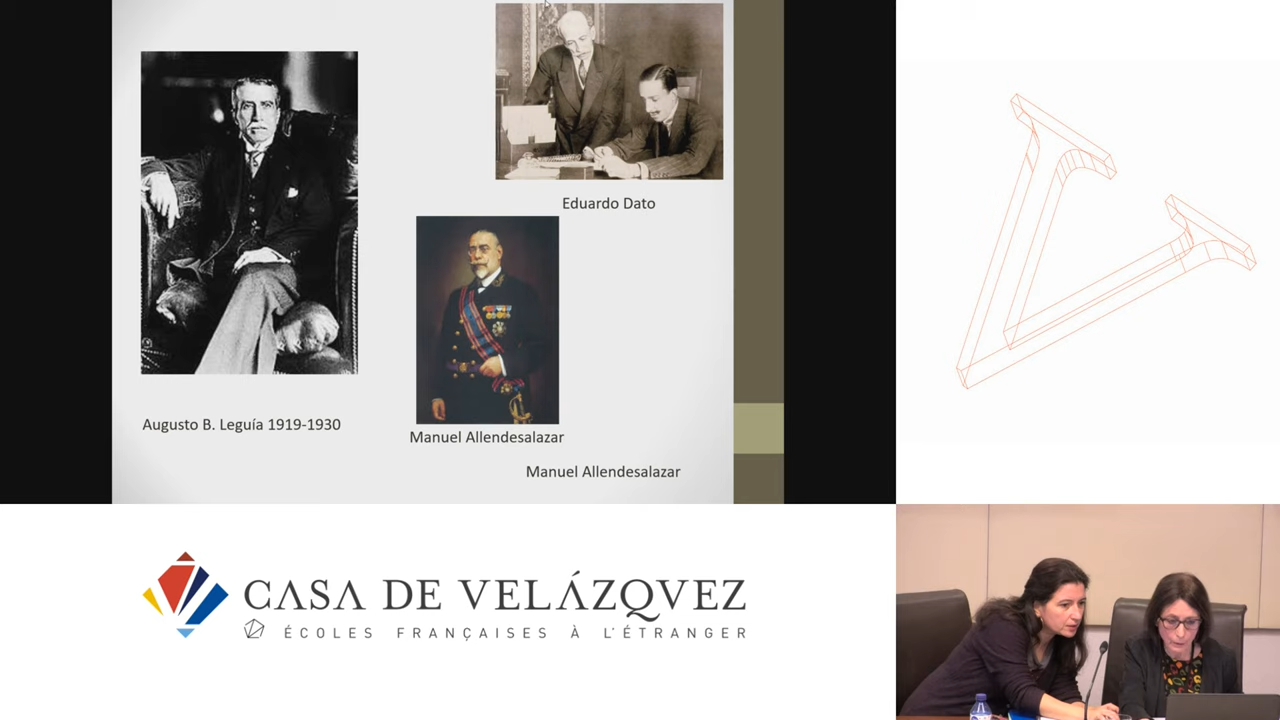 Eduardo Dato
Augusto B. Leguía 1919-1930
Manuel Allendesalazar
Manuel Allendesalazar
CASA DE VELÁZQVEZ
ÉCOLES FRANÇAISES À L'ÉTRANGER